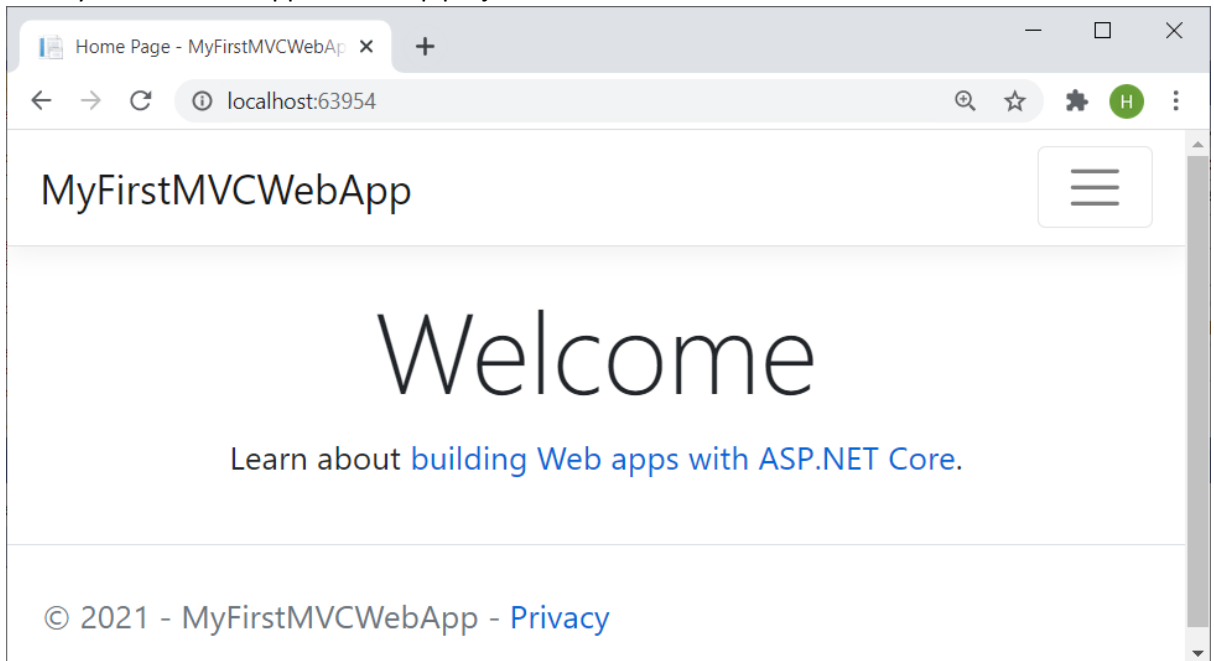 Home Page - MyFirstMVCWebAp
localhost:63954
H
MyFirstMVCWebApp
Welcome
Learn about building Web apps with ASP.NET Core.
© 2021 - MyFirstMVCWebApp - Privacy